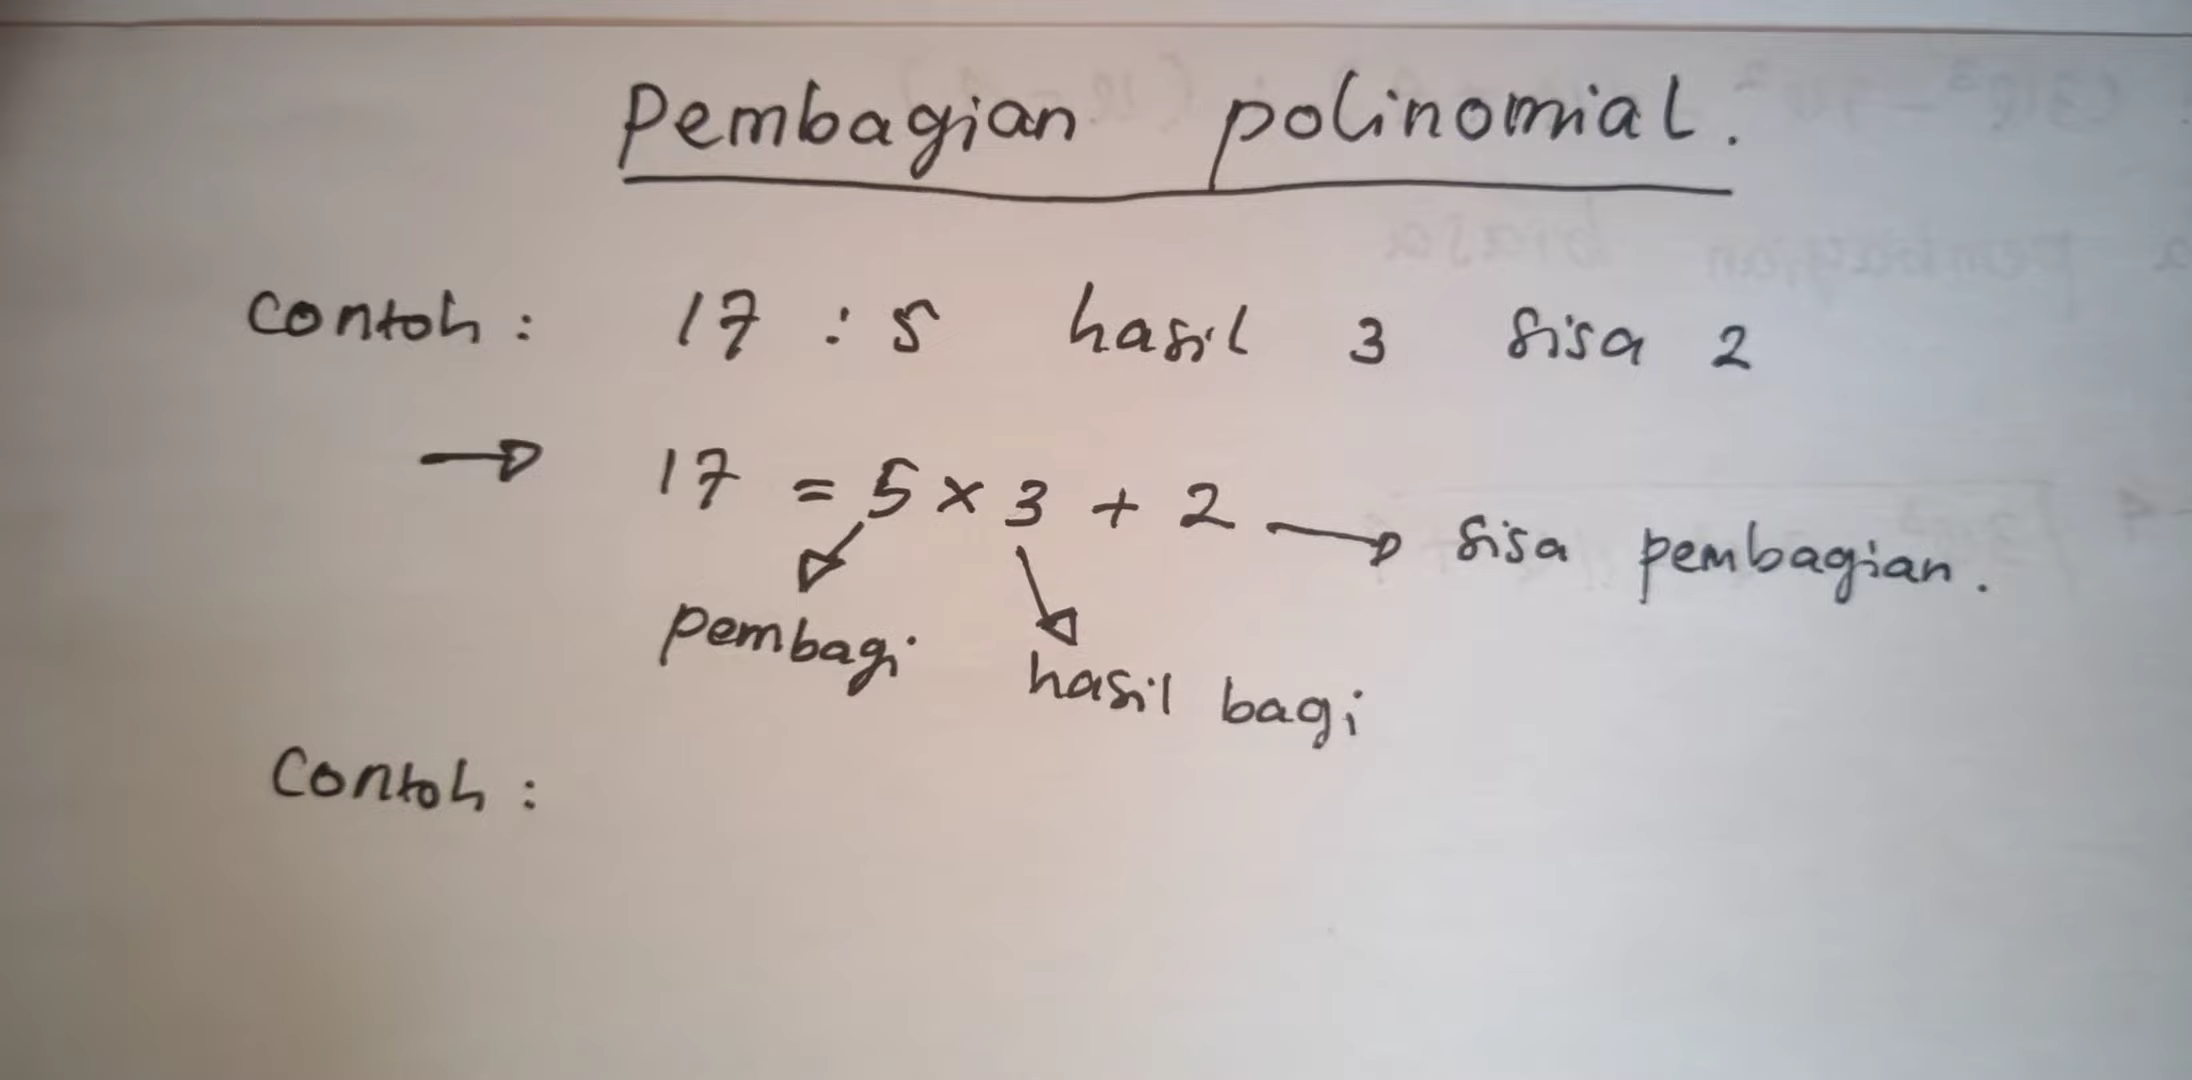 Pembagian polinomial.
Contoh : 17 : 5 hasil 3 sisa 2
17 = 5 × 3 + 2 → sisa pembagian.
pembagi hasil bagi
Contoh :